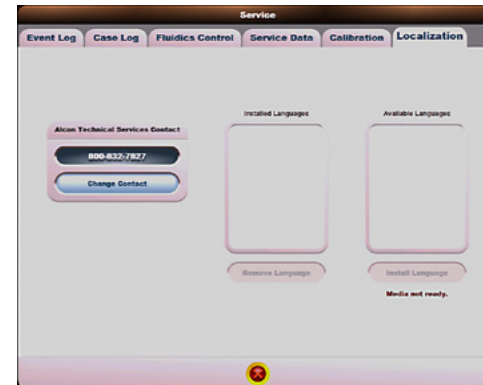 Service
Event Log Case Log Fluidics Control Service Data Calibration Localization
Installed Languages Available Languages
Alcon Technical Services Contact
800-832-7827
Change Contact
Remove Language Install Language
Media not ready.